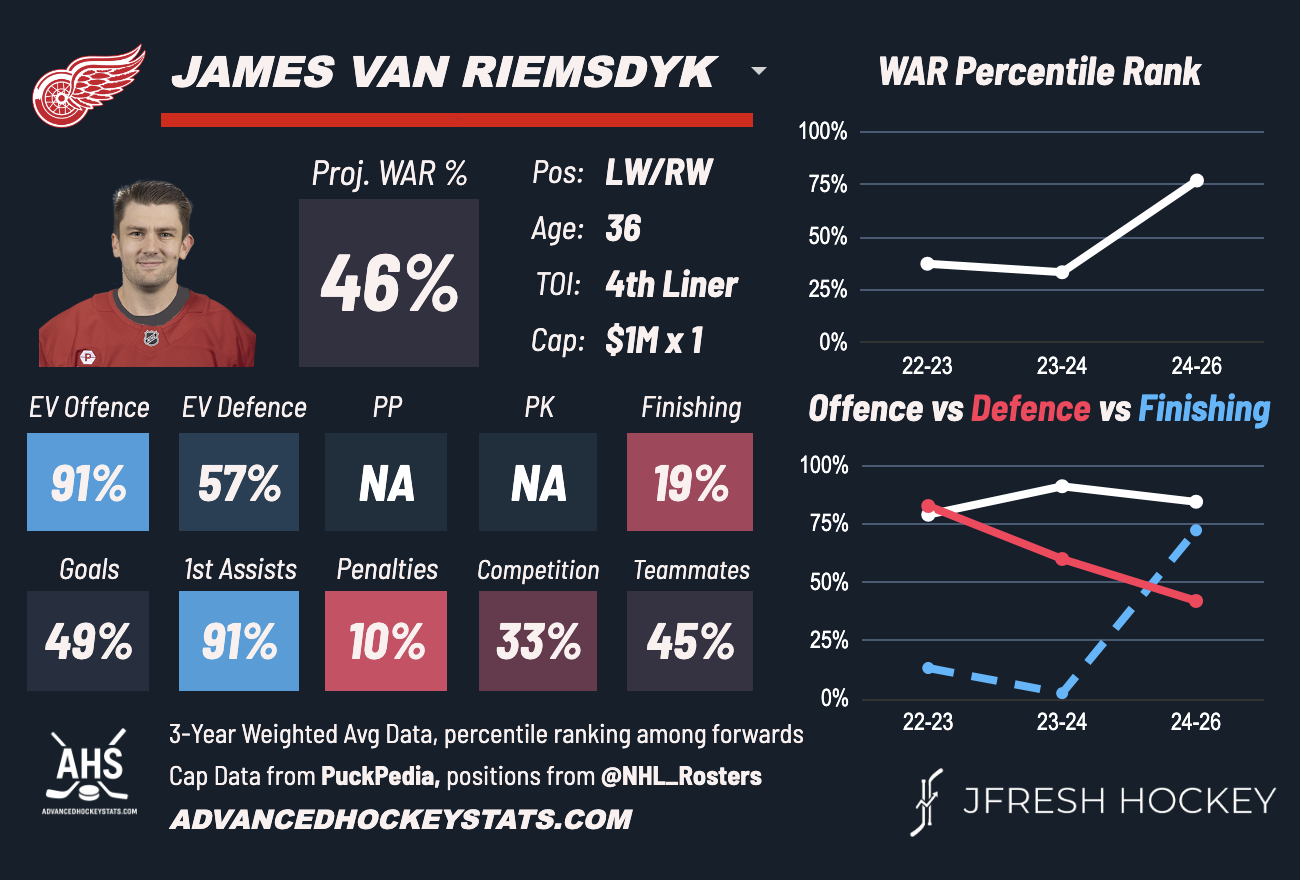 JAMES VAN RIEMSDYK
Proj. WAR %
46%
Pos: LW/RW
Age: 36
TOI: 4th Liner
Cap: $1M x 1
P
EV Offence EV Defence PP PK Finishing
91% 57% NA NA 19%
Goals 1st Assists Penalties Competition Teammates
49% 91% 10% 33% 45%
AHS
ADVANCEDHOCKEYSTATS.COM
3-Year Weighted Avg Data, percentile ranking among forwards
Cap Data from PuckPedia, positions from @NHL_Rosters
ADVANCEDHOCKEYSTATS.COM
WAR Percentile Rank
100%
75%
50%
25%
0%
22-23 23-24 24-26
Offence vs Defence vs Finishing
100%
75%
50%
25%
0%
22-23 23-24 24-26
JFRESH HOCKEY